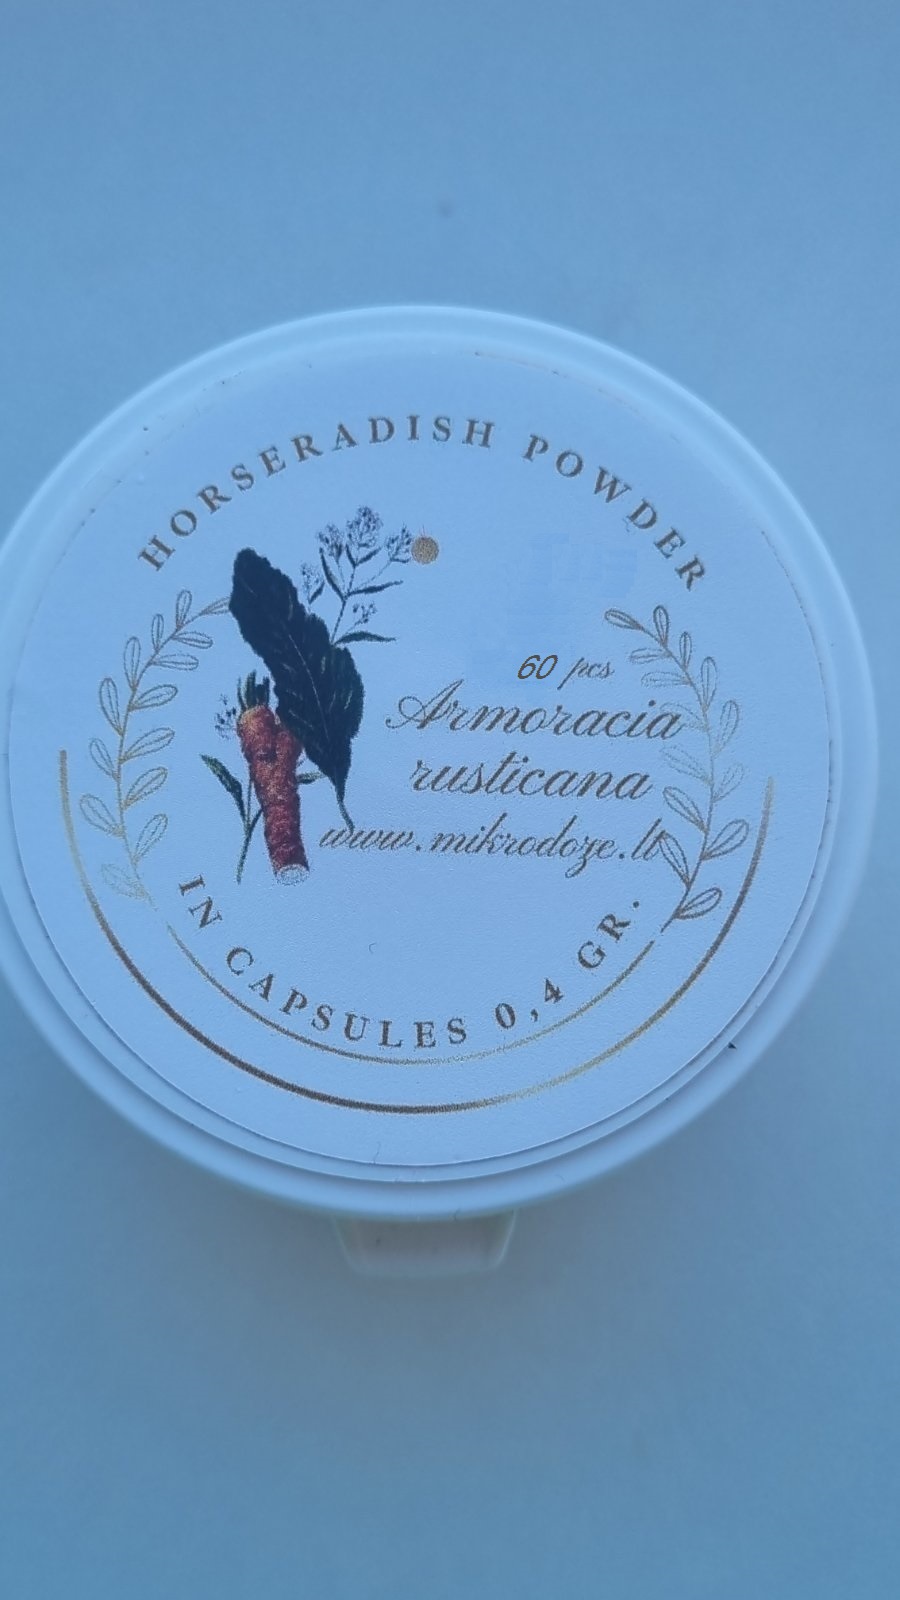 HORSERADISH POWDER
60 pcs
Armoracia
rusticana
www.mikrodoze.lt
IN CAPSULES 0,4 GR.